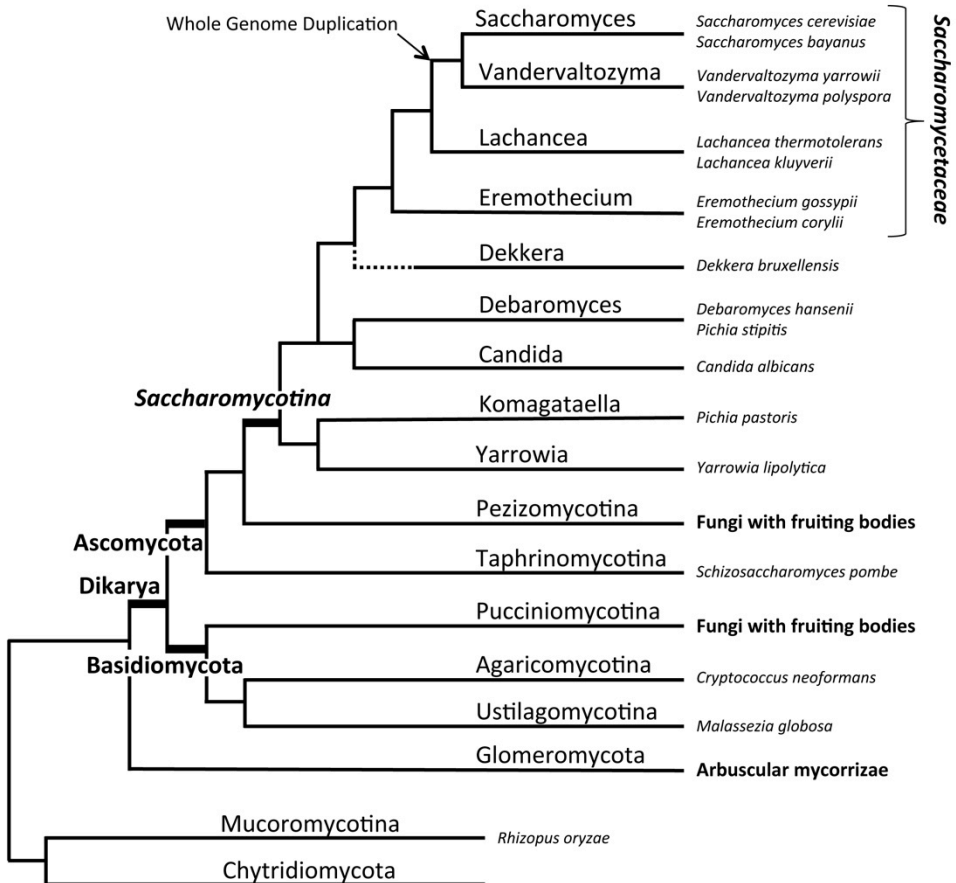 Whole Genome Duplication
Saccharomyces
Saccharomyces cerevisiae
Saccharomyces bayanus
Vandervaltozyma
Vandervaltozyma yarrowii
Vandervaltozyma polyspora
Lachancea
Lachancea thermotolerans
Lachancea kluyverii
Eremothecium
Eremothecium gossypii
Eremothecium corylii
Saccharomycetaceae
Dekkera
Dekkera bruxellensis
Debaromyces
Debaromyces hansenii
Pichia stipitis
Candida
Candida albicans
Saccharomycotina
Komagataella
Pichia pastoris
Yarrowia
Yarrowia lipolytica
Pezizomycotina
Fungi with fruiting bodies
Ascomycota
Taphrinomycotina
Schizosaccharomyces pombe
Dikarya
Pucciniomycotina
Fungi with fruiting bodies
Basidiomycota
Agaricomycotina
Cryptococcus neoformans
Ustilagomycotina
Malassezia globosa
Glomeromycota
Arbuscular mycorrizae
Mucoromycotina
Rhizopus oryzae
Chytridiomycota